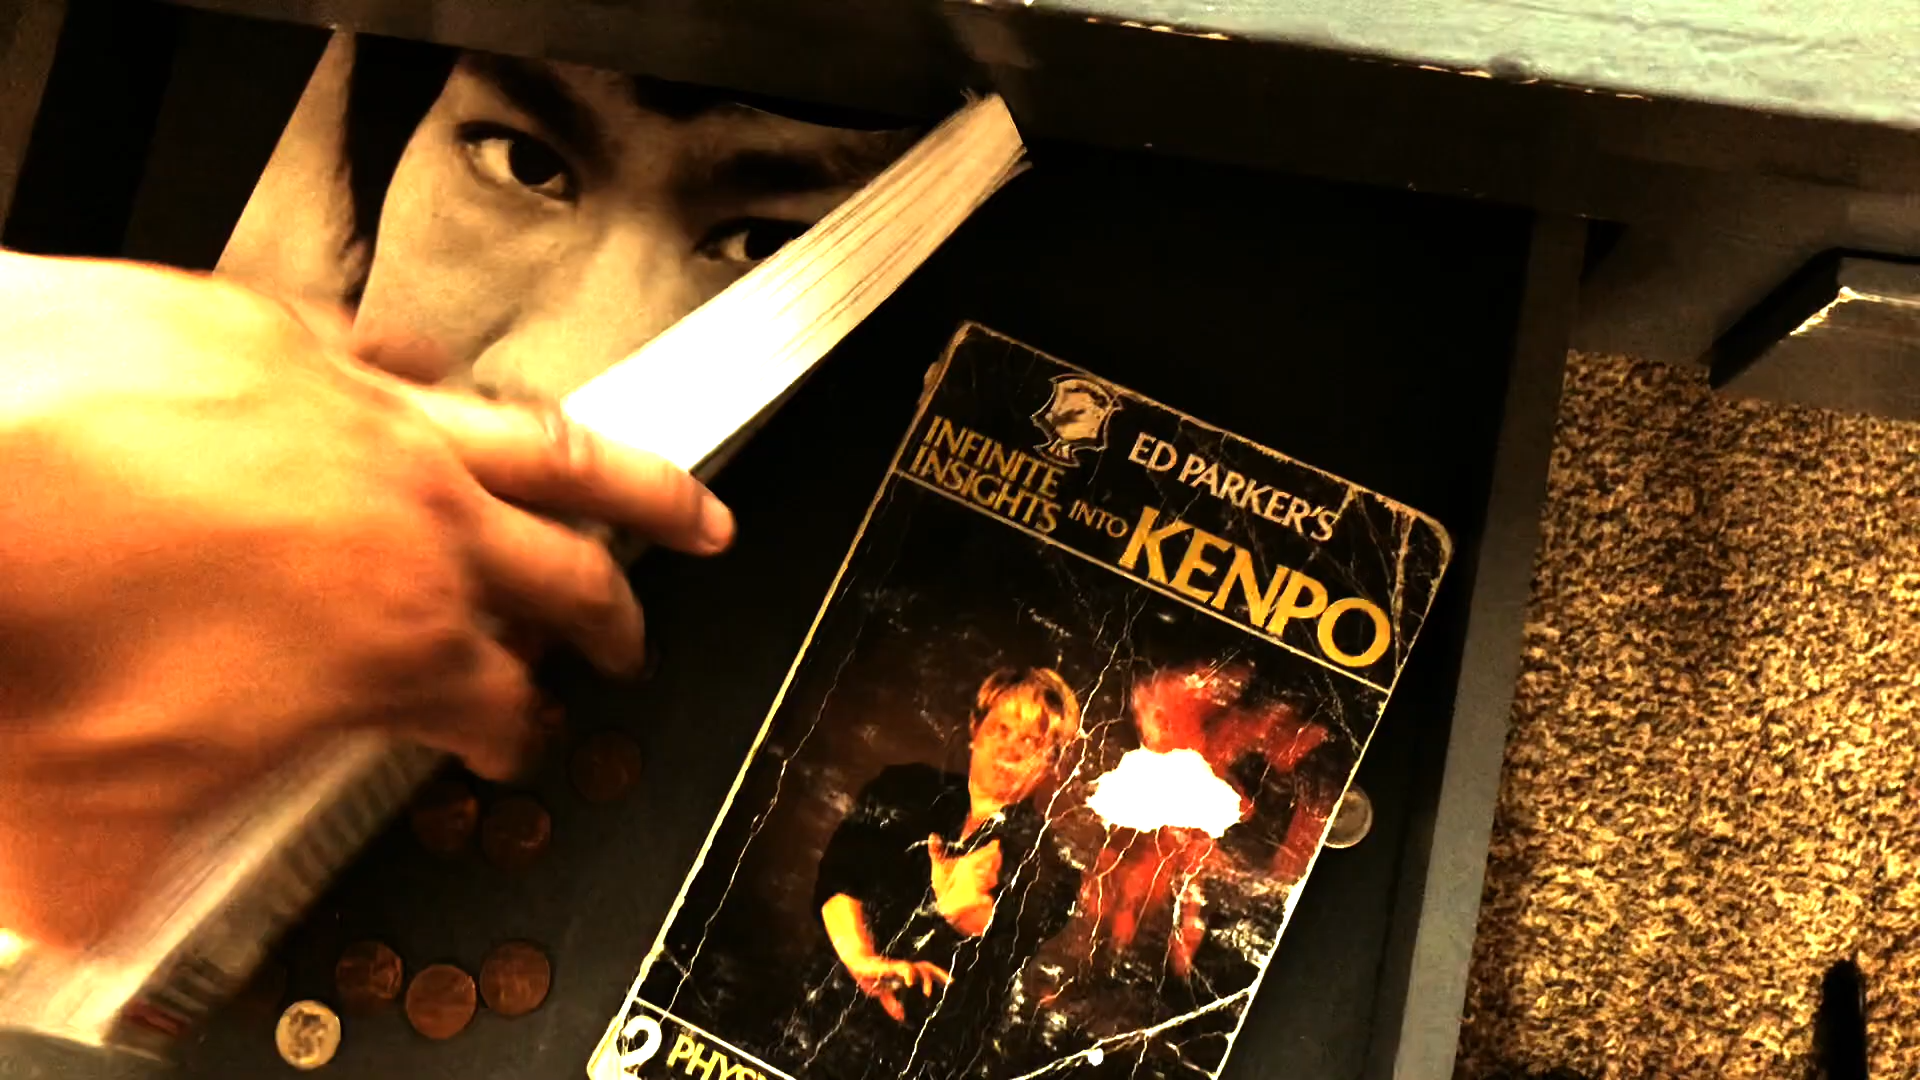 ED PARKER'S
INFINITE
INSIGHTS INTO
KENPO
2